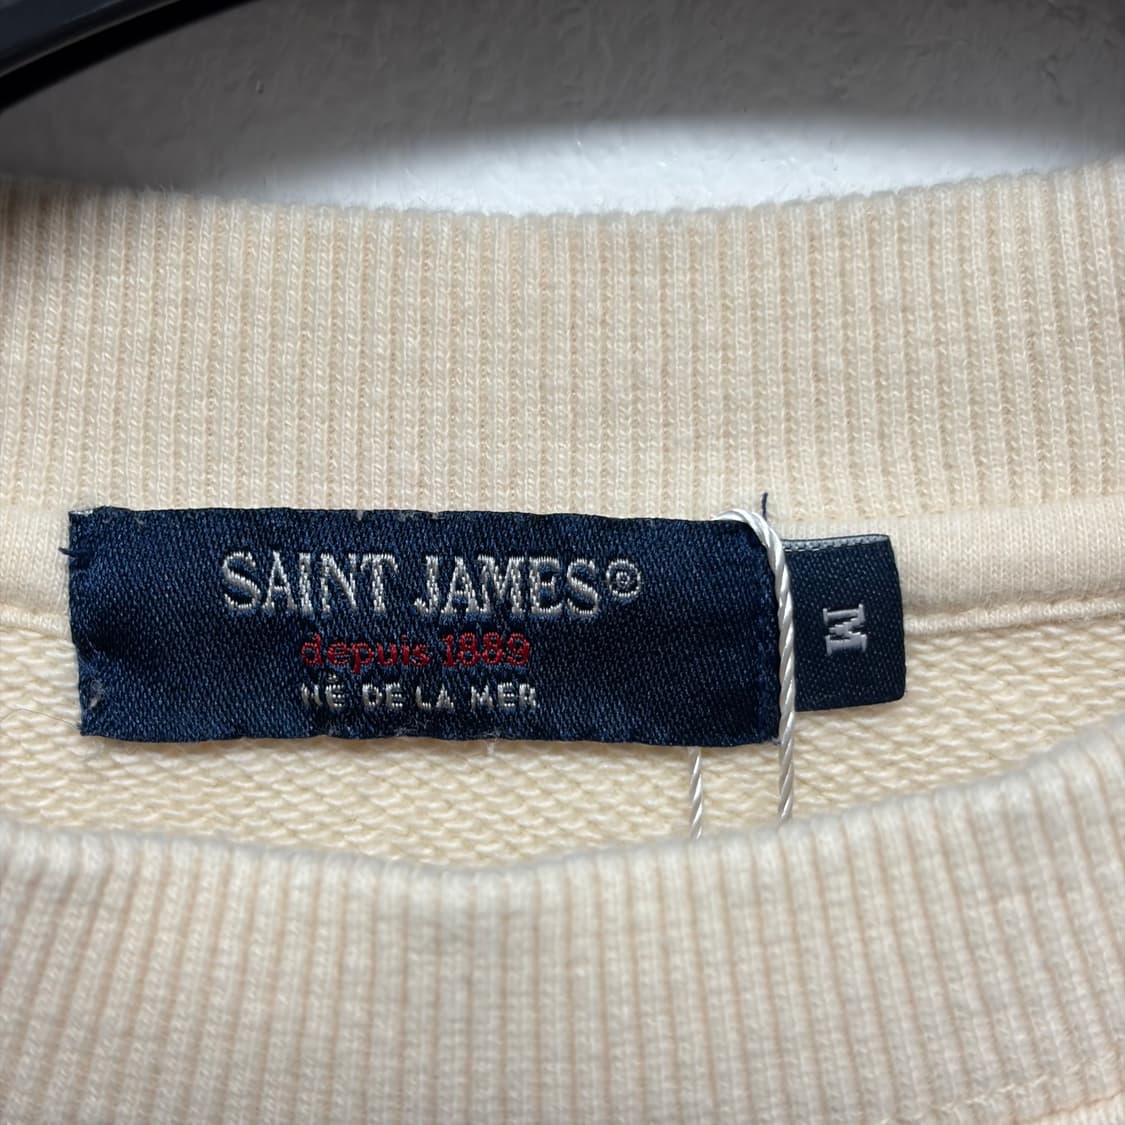 SAINT JAMES®
depuis 1889
NÉ DE LA MER
M